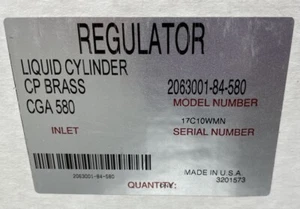 REGULATOR
LIQUID CYLINDER
CP BRASS
CGA 580
2063001-84-580
MODEL NUMBER
INLET
17C10WMN
SERIAL NUMBER
2063001-84-580
MADE IN U.S.A.
3201573
QUANTITY: